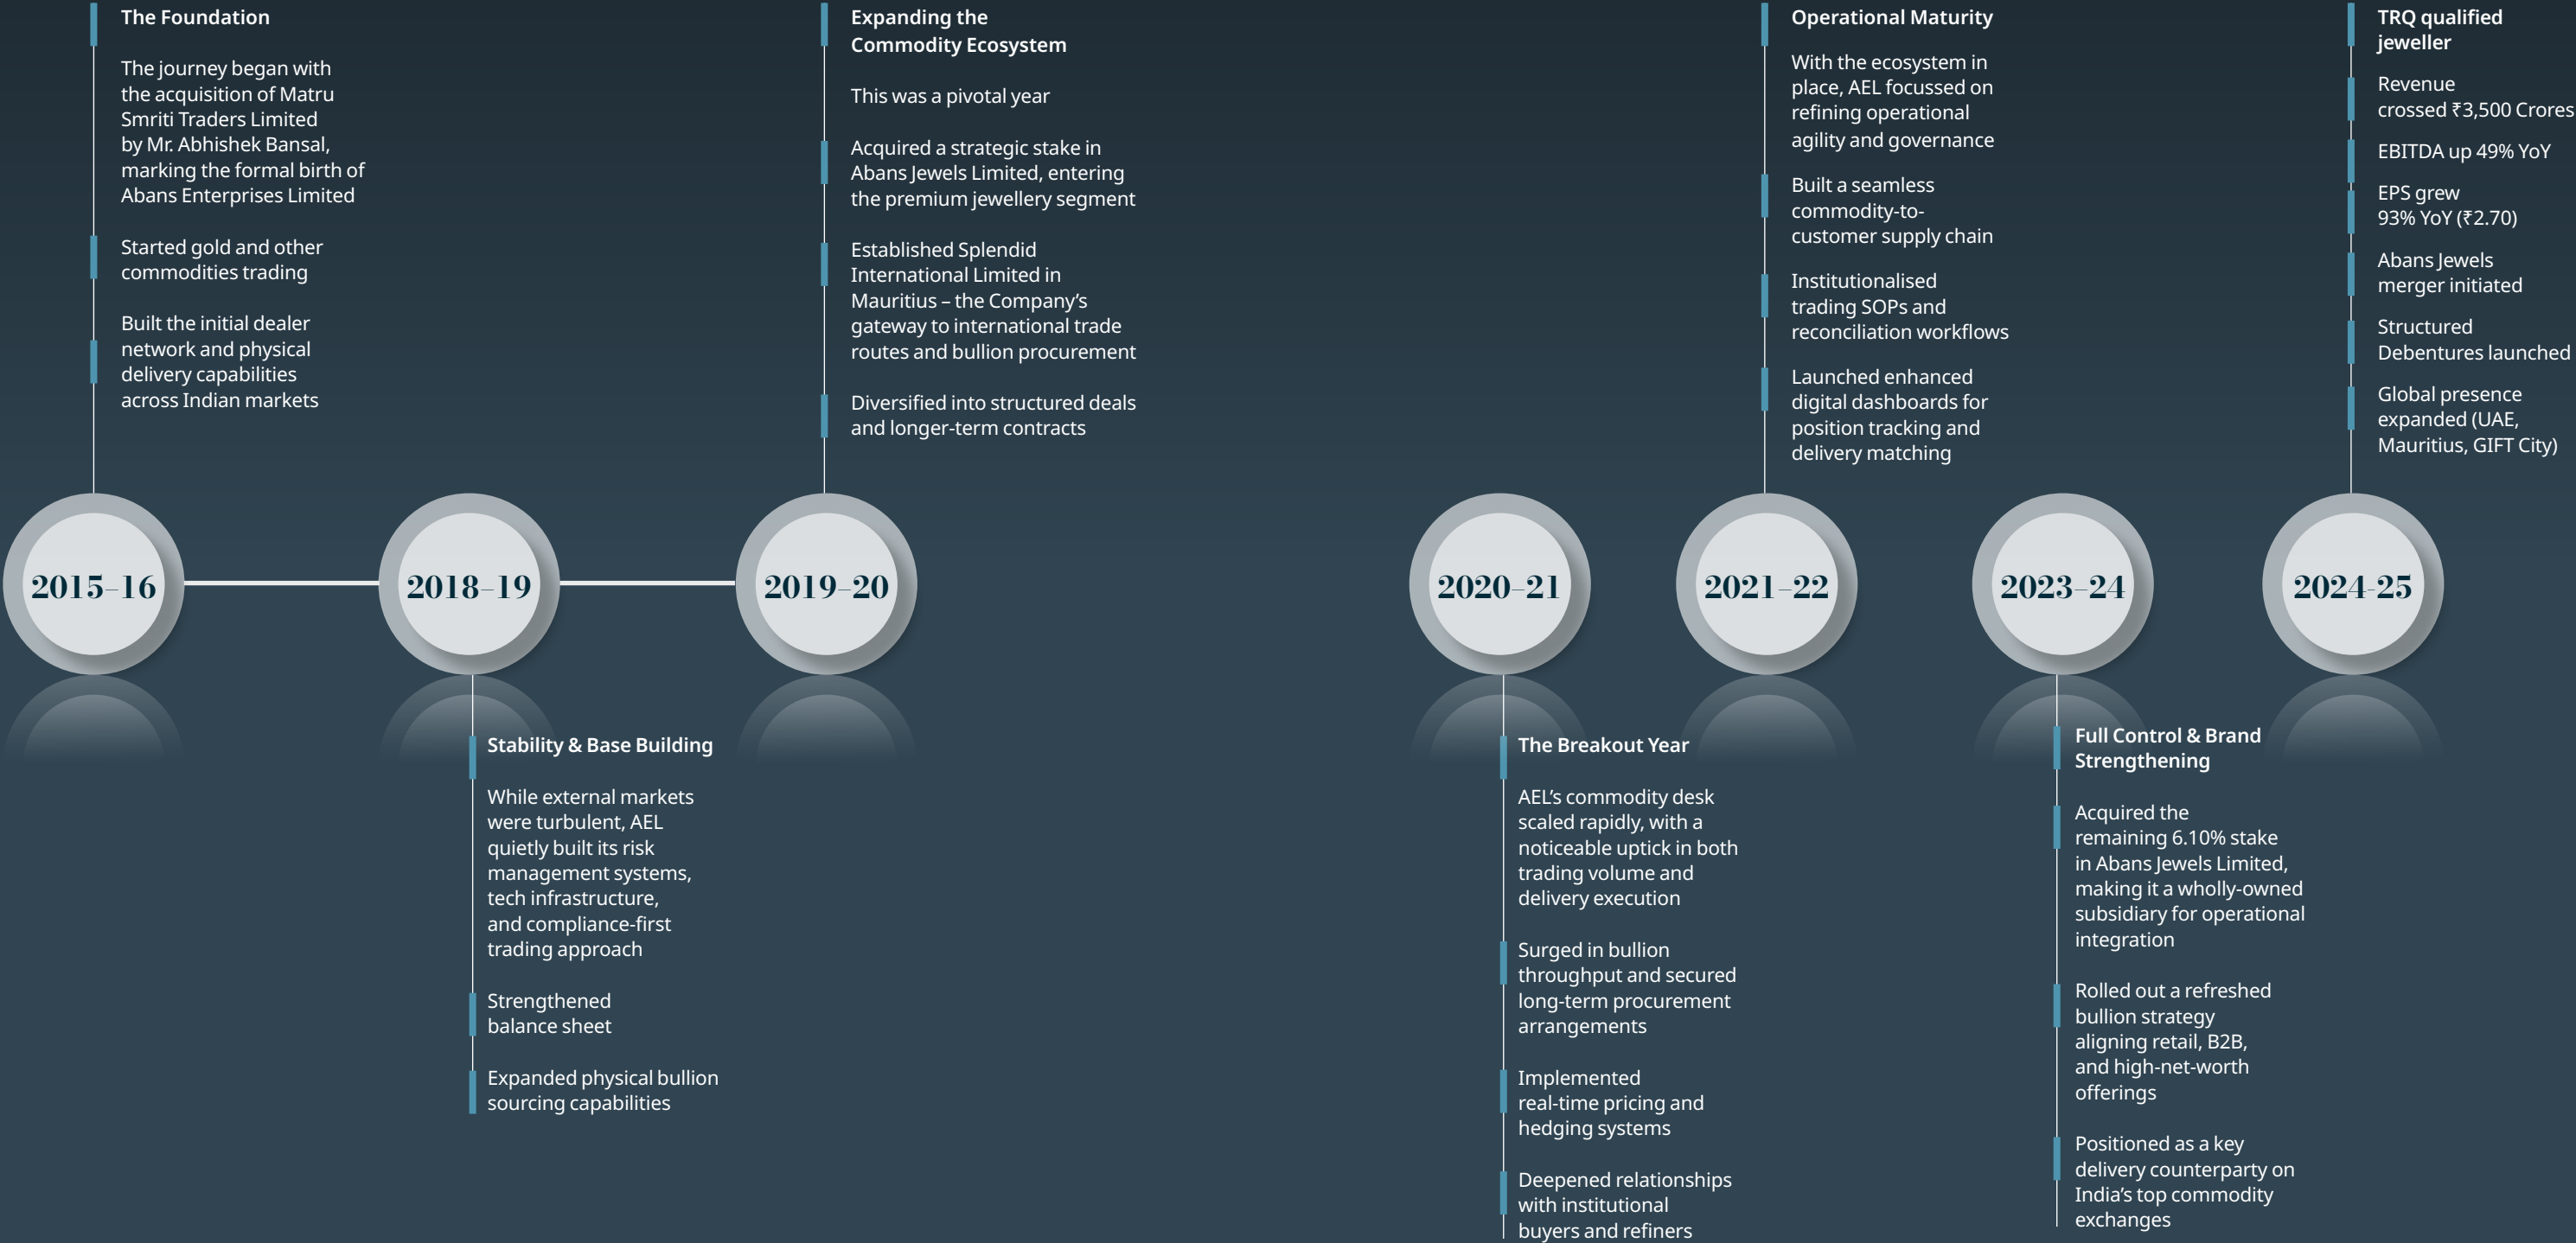 The Foundation
The journey began with
the acquisition of Matru
Smriti Traders Limited
by Mr. Abhishek Bansal,
marking the formal birth of
Abans Enterprises Limited
Started gold and other
commodities trading
Built the initial dealer
network and physical
delivery capabilities
across Indian markets
2015–16
2018–19
Stability & Base Building
While external markets
were turbulent, AEL
quietly built its risk
management systems,
tech infrastructure,
and compliance-first
trading approach
Strengthened
balance sheet
Expanded physical bullion
sourcing capabilities
Expanding the
Commodity Ecosystem
This was a pivotal year
Acquired a strategic stake in
Abans Jewels Limited, entering
the premium jewellery segment
Established Splendid
International Limited in
Mauritius – the Company’s
gateway to international trade
routes and bullion procurement
Diversified into structured deals
and longer-term contracts
2019–20
2020–21
The Breakout Year
AEL’s commodity desk
scaled rapidly, with a
noticeable uptick in both
trading volume and
delivery execution
Surged in bullion
throughput and secured
long-term procurement
arrangements
Implemented
real-time pricing and
hedging systems
Deepened relationships
with institutional
buyers and refiners
Operational Maturity
With the ecosystem in
place, AEL focussed on
refining operational
agility and governance
Built a seamless
commodity-to-
customer supply chain
Institutionalised
trading SOPs and
reconciliation workflows
Launched enhanced
digital dashboards for
position tracking and
delivery matching
2021–22
2023–24
Full Control & Brand
Strengthening
Acquired the
remaining 6.10% stake
in Abans Jewels Limited,
making it a wholly-owned
subsidiary for operational
integration
Rolled out a refreshed
bullion strategy
aligning retail, B2B,
and high-net-worth
offerings
Positioned as a key
delivery counterparty on
India’s top commodity
exchanges
TRQ qualified
jeweller
Revenue
crossed ₹3,500 Crores
EBITDA up 49% YoY
EPS grew
93% YoY (₹2.70)
Abans Jewels
merger initiated
Structured
Debentures launched
Global presence
expanded (UAE,
Mauritius, GIFT City)
2024-25